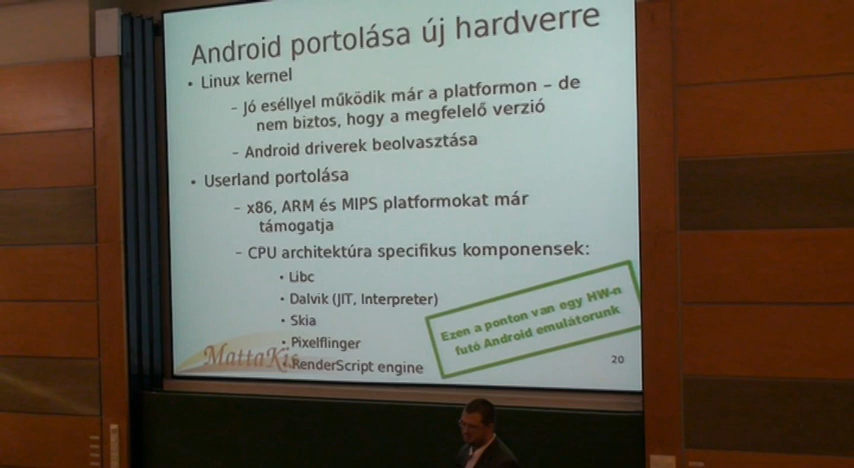 Android portolása új hardverre
• Linux kernel
– Jó eséllyel működik már a platformon – de
nem biztos, hogy a megfelelő verzió
– Android driverek beolvasztása
• Userland portolása
– x86, ARM és MIPS platformokat már
támogatja
– CPU architektúra specifikus komponensek:
• Libc
• Dalvik (JIT, Interpreter)
• Skia
• Pixelflinger
• RenderScript engine
Ezen a ponton van egy HW-n
futó Android emulátorunk
MattaKis
20